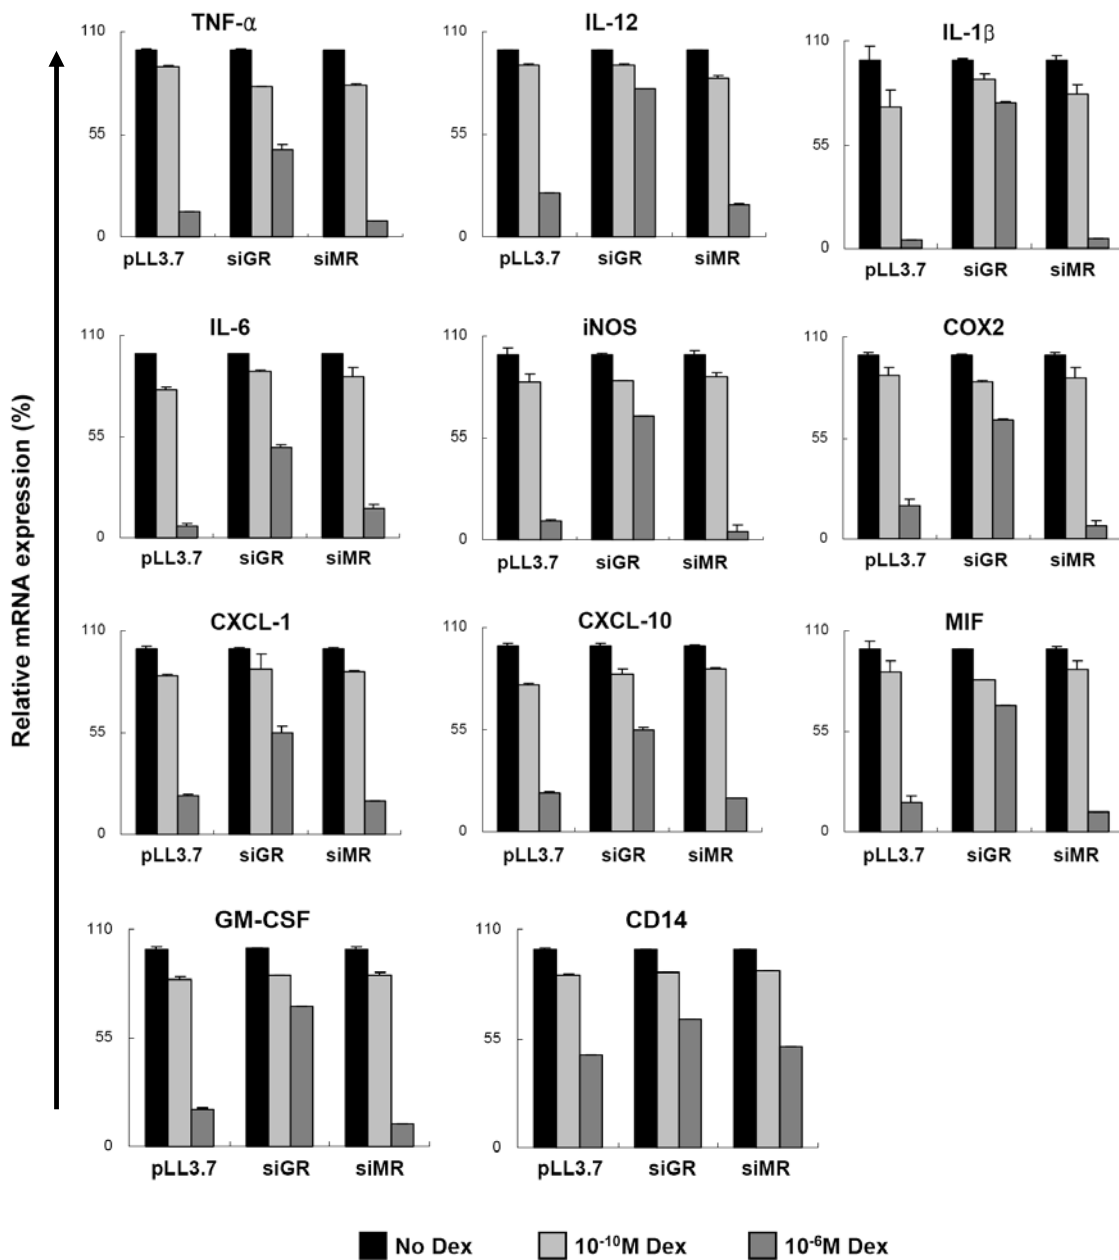 Relative mRNA expression (%)
TNF-α
110
55
0
pLL3.7 siGR siMR
IL-12
110
55
0
pLL3.7 siGR siMR
IL-1β
110
55
0
pLL3.7 siGR siMR
IL-6
110
55
0
pLL3.7 siGR siMR
iNOS
110
55
0
pLL3.7 siGR siMR
COX2
110
55
0
pLL3.7 siGR siMR
CXCL-1
110
55
0
pLL3.7 siGR siMR
CXCL-10
110
55
0
pLL3.7 siGR siMR
MIF
110
55
0
pLL3.7 siGR siMR
GM-CSF
110
55
0
pLL3.7 siGR siMR
CD14
110
55
0
pLL3.7 siGR siMR
No Dex 10⁻¹⁰M Dex 10⁻⁶M Dex